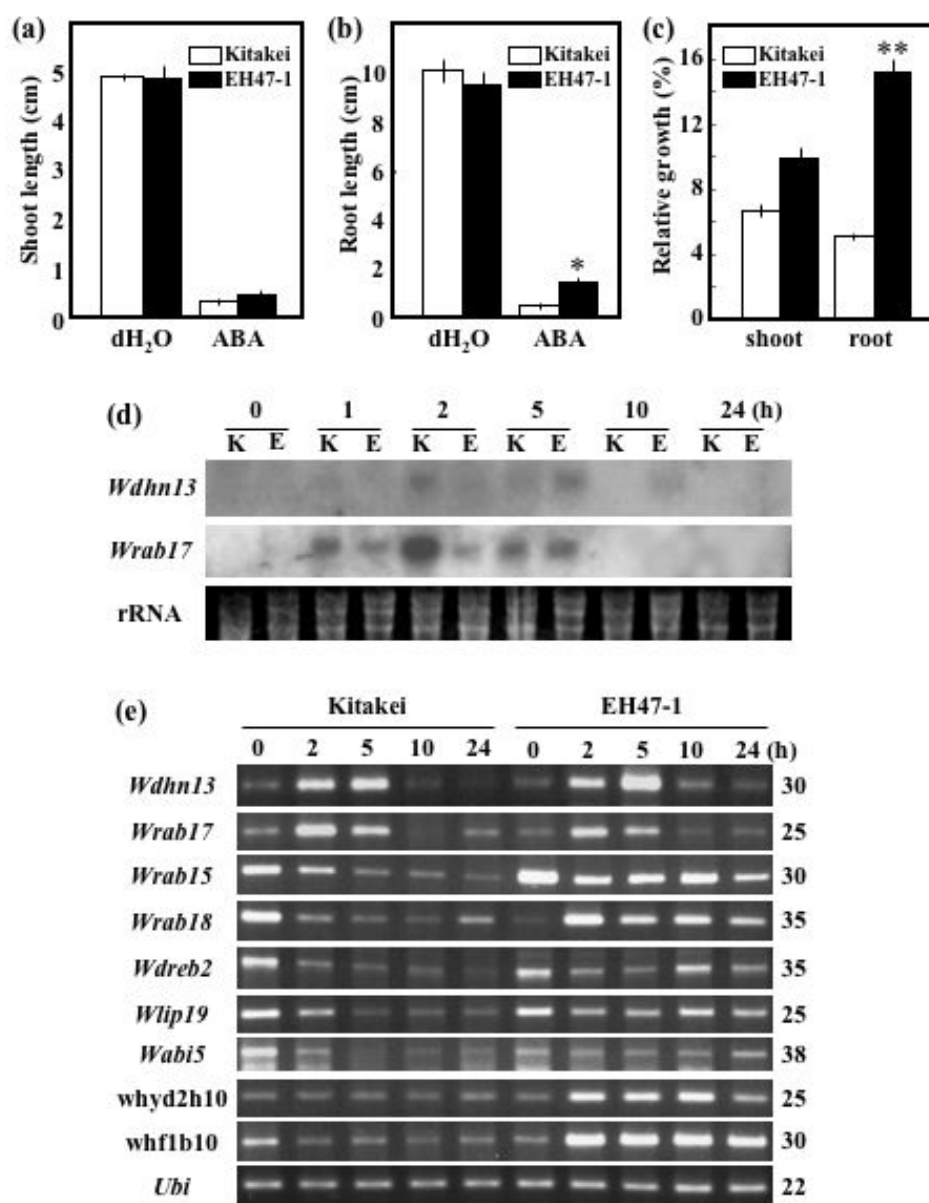 (a)
Kitakei
EH47-1
Shoot length (cm)
5
4
3
2
1
0
dH₂O ABA
(b)
Kitakei
EH47-1
Root length (cm)
10
8
6
4
2
0
*
dH₂O ABA
(c)
Kitakei
EH47-1
Relative growth (%)
16
12
8
4
0
**
shoot root
(d)
0 1 2 5 10 24 (h)
K E K E K E K E K E K E
Wdhn13
Wrab17
rRNA
(e)
Kitakei EH47-1
0 2 5 10 24 0 2 5 10 24 (h)
Wdhn13 30
Wrab17 25
Wrab15 30
Wrab18 35
Wdreb2 35
Wlip19 25
Wabi5 38
whyd2h10 25
whf1b10 30
Ubi 22